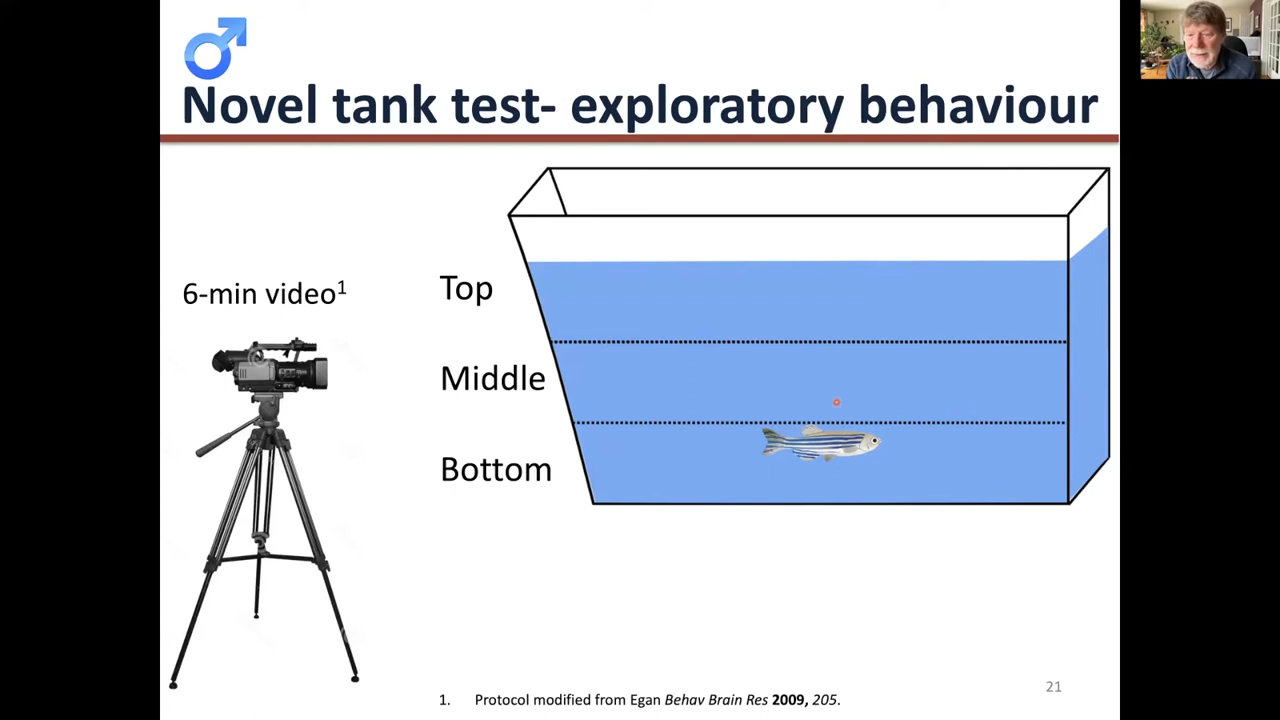 Novel tank test- exploratory behaviour
6-min video1
Top
Middle
Bottom
21
1. Protocol modified from Egan Behav Brain Res 2009, 205.